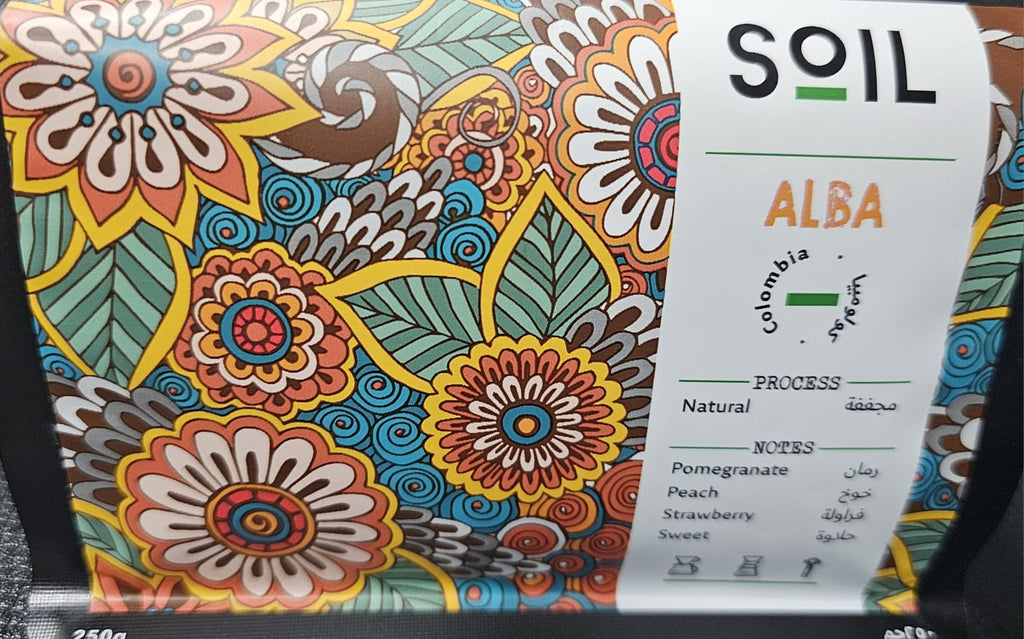 SOIL
ALBA
Colombia
كولومبيا
PROCESS
Natural مجففة
NOTES
Pomegranate رمان
Peach خوخ
Strawberry فراولة
Sweet حلاوة
250g